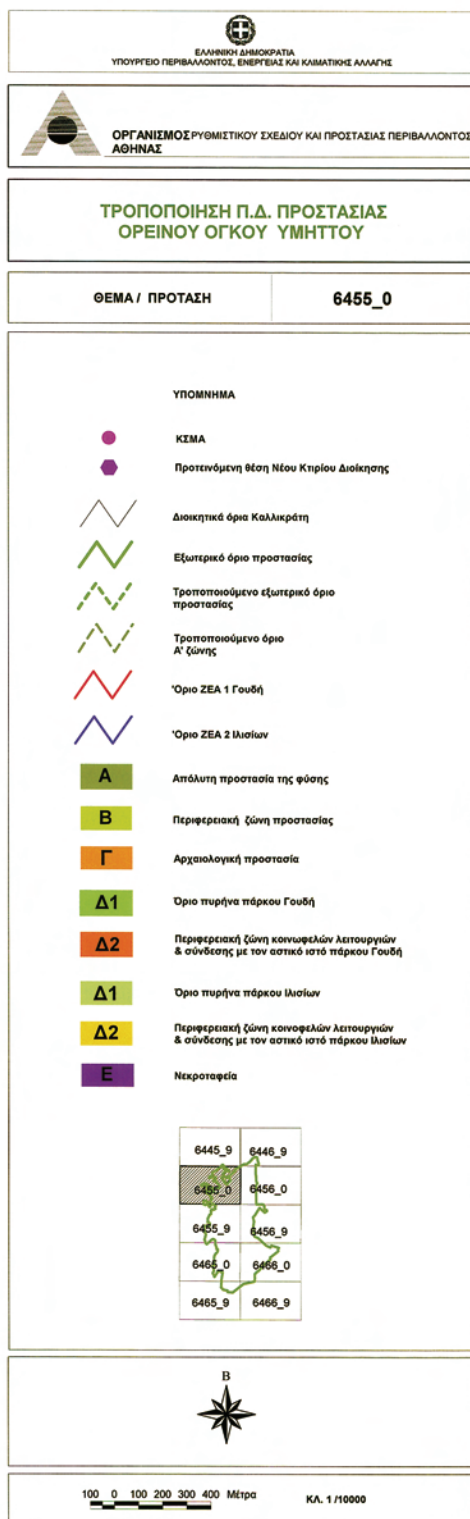 ΕΛΛΗΝΙΚΗ ΔΗΜΟΚΡΑΤΙΑ
ΥΠΟΥΡΓΕΙΟ ΠΕΡΙΒΑΛΛΟΝΤΟΣ, ΕΝΕΡΓΕΙΑΣ ΚΑΙ ΚΛΙΜΑΤΙΚΗΣ ΑΛΛΑΓΗΣ
ΟΡΓΑΝΙΣΜΟΣ ΡΥΘΜΙΣΤΙΚΟΥ ΣΧΕΔΙΟΥ ΚΑΙ ΠΡΟΣΤΑΣΙΑΣ ΠΕΡΙΒΑΛΛΟΝΤΟΣ
ΑΘΗΝΑΣ
ΤΡΟΠΟΠΟΙΗΣΗ Π.Δ. ΠΡΟΣΤΑΣΙΑΣ
ΟΡΕΙΝΟΥ ΟΓΚΟΥ ΥΜΗΤΤΟΥ
ΘΕΜΑ / ΠΡΟΤΑΣΗ 6455_0
ΥΠΟΜΝΗΜΑ
ΚΣΜΑ
Προτεινόμενη θέση Νέου Κτιρίου Διοίκησης
Διοικητικά όρια Καλλικράτη
Εξωτερικό όριο προστασίας
Τροποποιούμενο εξωτερικό όριο
προστασίας
Τροποποιούμενο όριο
Α' ζώνης
'Οριο ΖΕΑ 1 Γουδή
'Οριο ΖΕΑ 2 Ιλισίων
Α Απόλυτη προστασία της φύσης
Β Περιφερειακή ζώνη προστασίας
Γ Αρχαιολογική προστασία
Δ1 Όριο πυρήνα πάρκου Γουδή
Δ2 Περιφερειακή ζώνη κοινωφελών λειτουργιών
& σύνδεσης με τον αστικό ιστό πάρκου Γουδή
Δ1 Όριο πυρήνα πάρκου Ιλισίων
Δ2 Περιφερειακή ζώνη κοινοφελών λειτουργιών
& σύνδεσης με τον αστικό ιστό πάρκου Ιλισίων
Ε Νεκροταφεία
6445_9 6446_9
6455_0 6456_0
6455_9 6456_9
6465_0 6466_0
6465_9 6466_9
Β
100 0 100 200 300 400 Μέτρα
ΚΛ. 1 /10000